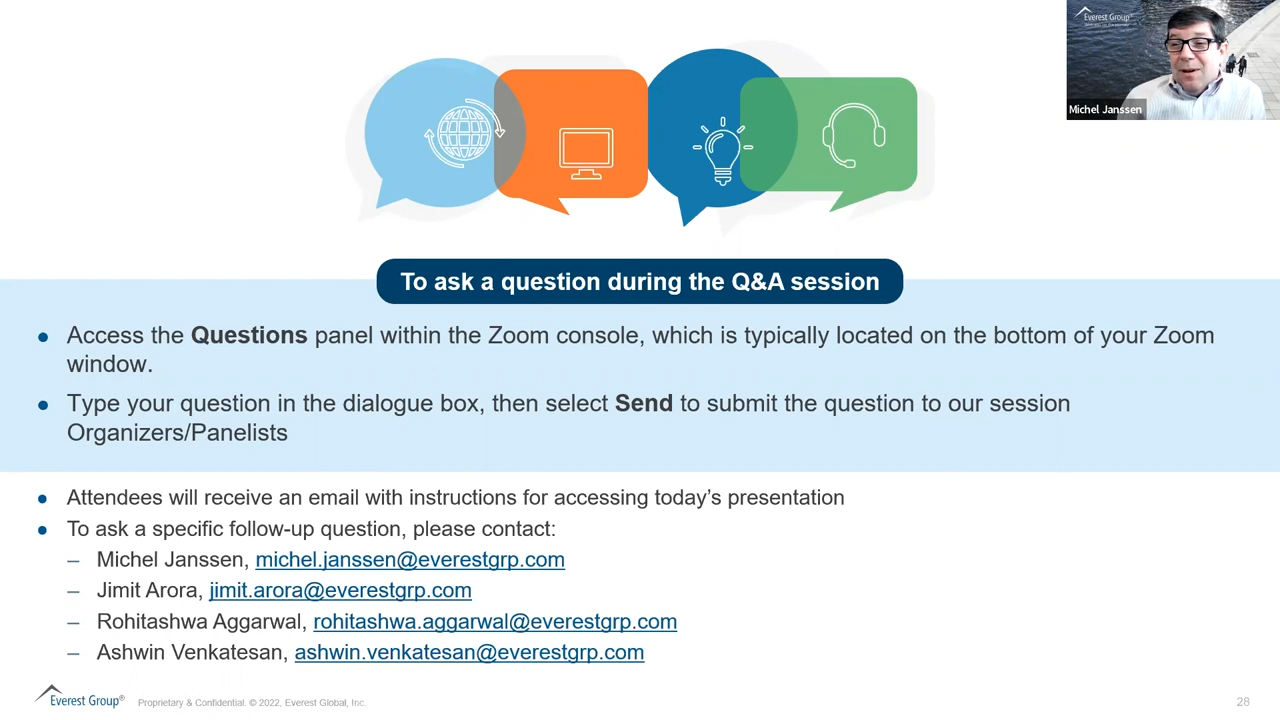 Everest Group®
Michel Janssen
To ask a question during the Q&A session
● Access the Questions panel within the Zoom console, which is typically located on the bottom of your Zoom
window.
● Type your question in the dialogue box, then select Send to submit the question to our session
Organizers/Panelists
● Attendees will receive an email with instructions for accessing today's presentation
● To ask a specific follow-up question, please contact:
– Michel Janssen, michel.janssen@everestgrp.com
– Jimit Arora, jimit.arora@everestgrp.com
– Rohitashwa Aggarwal, rohitashwa.aggarwal@everestgrp.com
– Ashwin Venkatesan, ashwin.venkatesan@everestgrp.com
Everest Group® Proprietary & Confidential. © 2022, Everest Global, Inc. 28